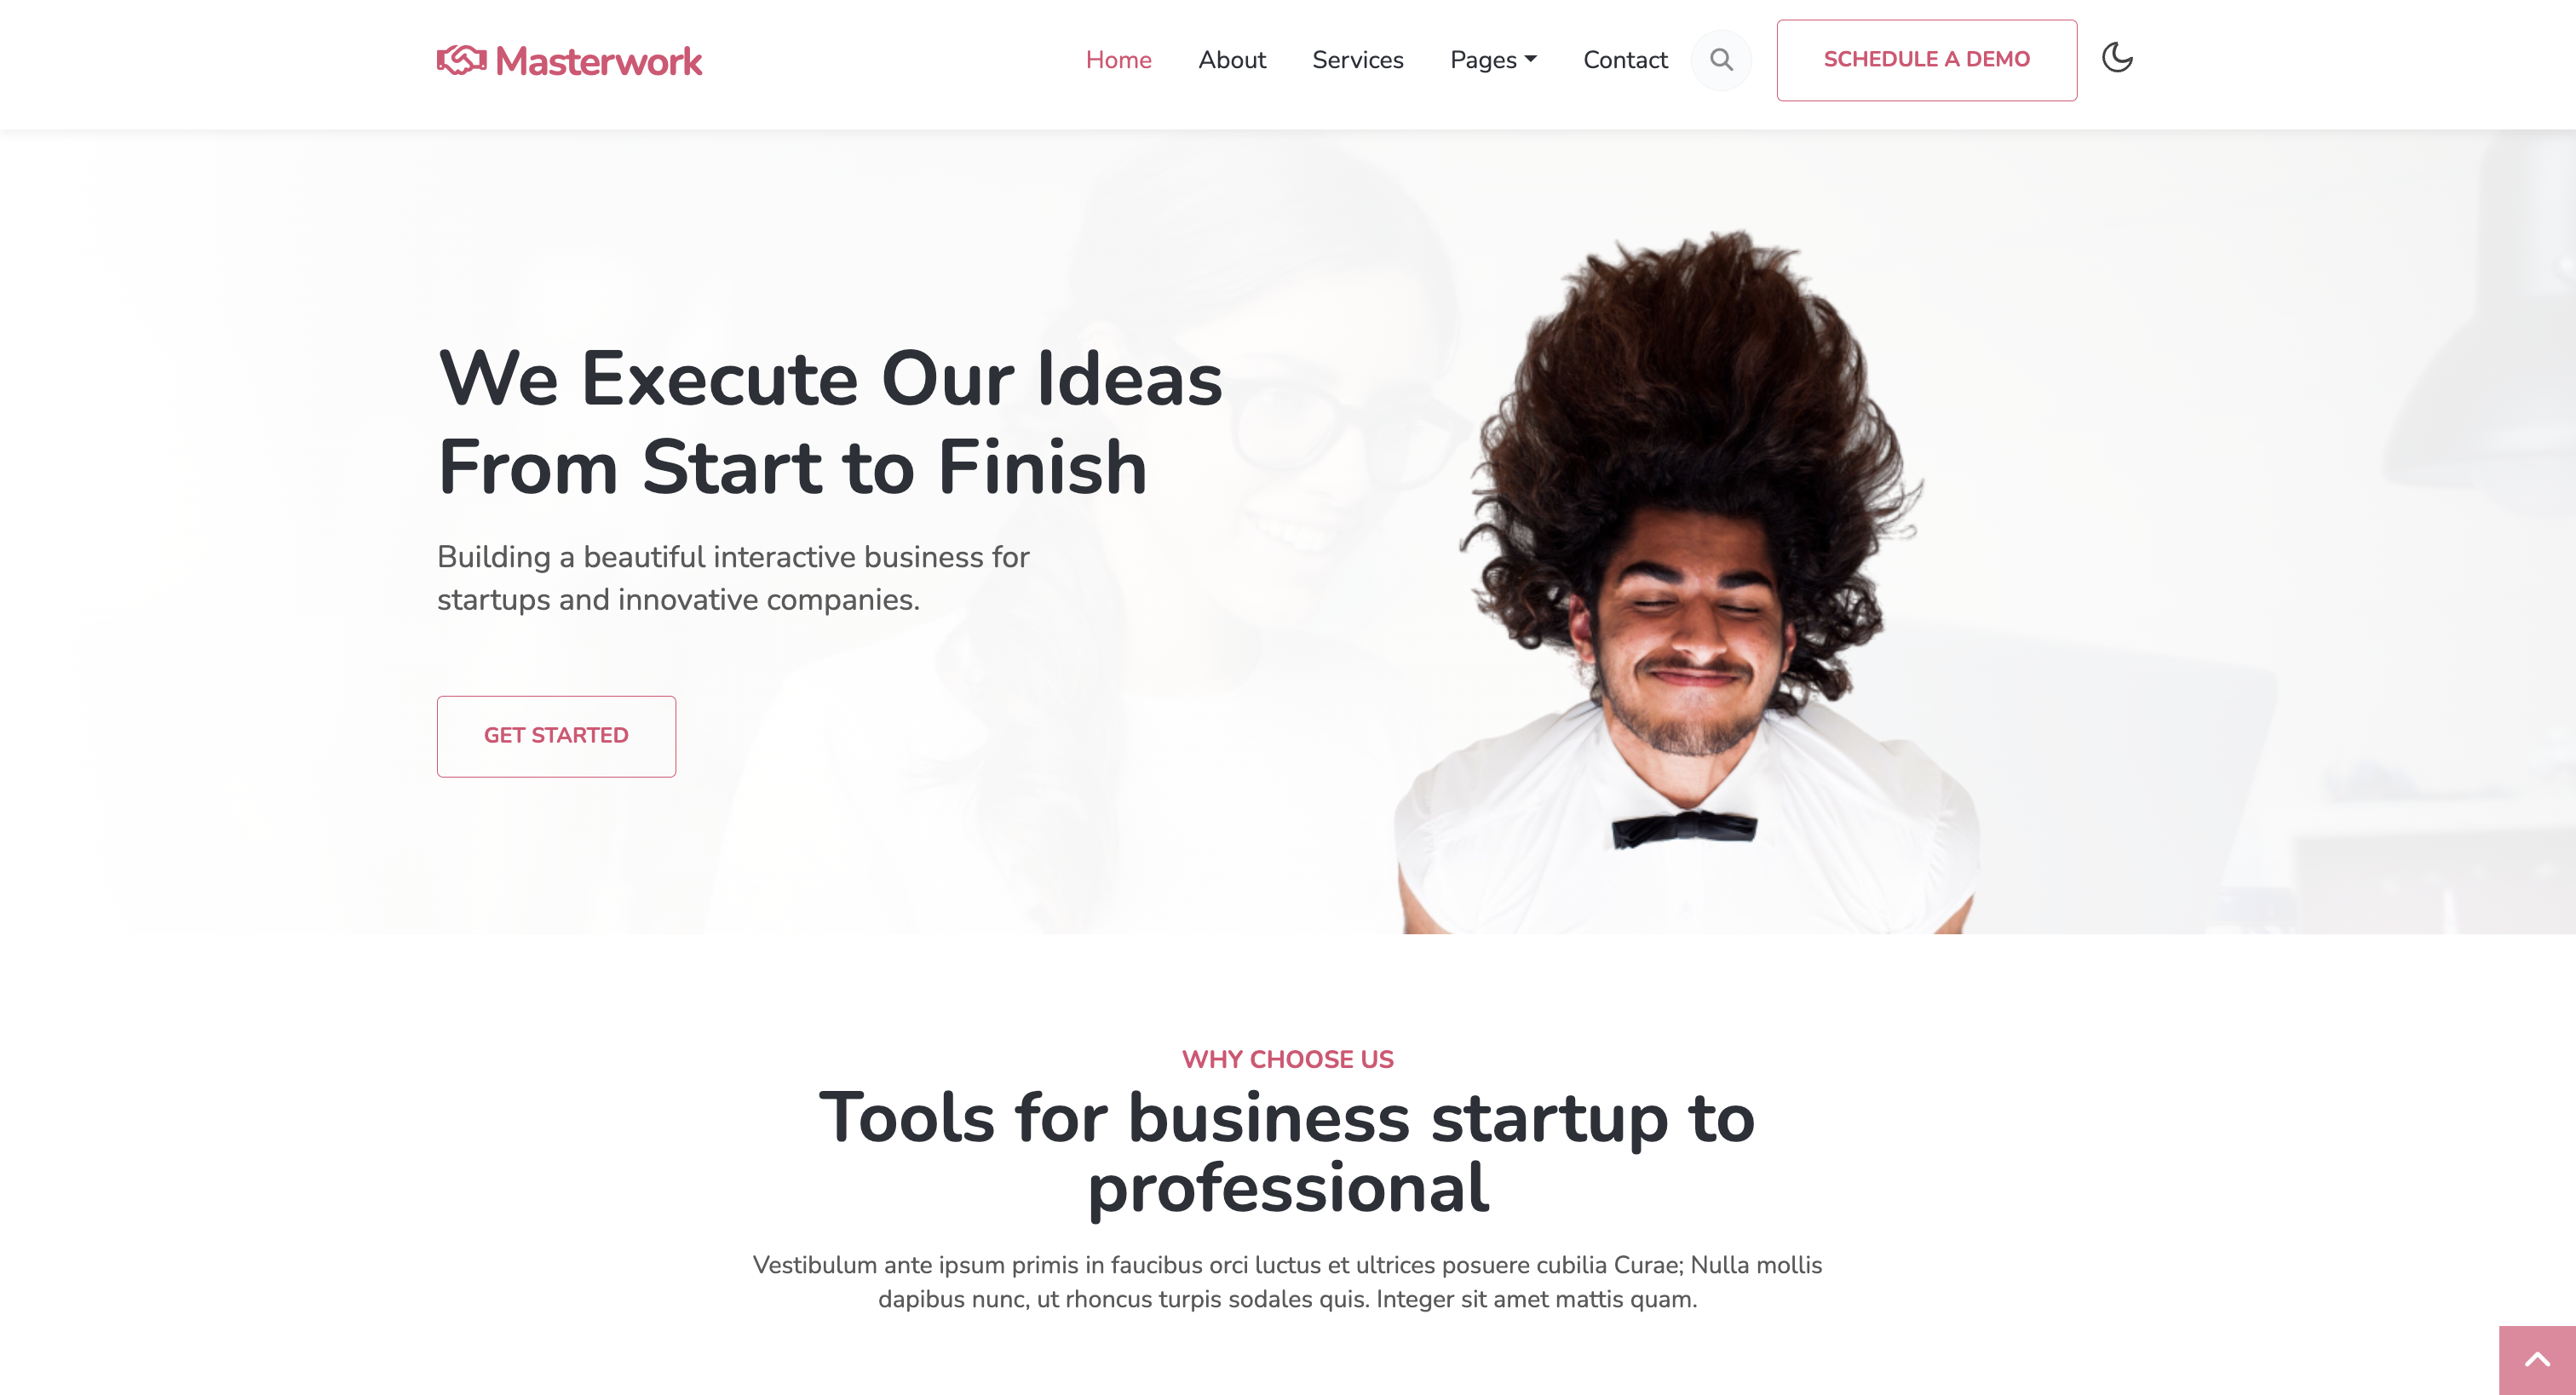 Masterwork
Home About Services Pages Contact SCHEDULE A DEMO
We Execute Our Ideas
From Start to Finish
Building a beautiful interactive business for
startups and innovative companies.
GET STARTED
WHY CHOOSE US
Tools for business startup to
professional
Vestibulum ante ipsum primis in faucibus orci luctus et ultrices posuere cubilia Curae; Nulla mollis
dapibus nunc, ut rhoncus turpis sodales quis. Integer sit amet mattis quam.